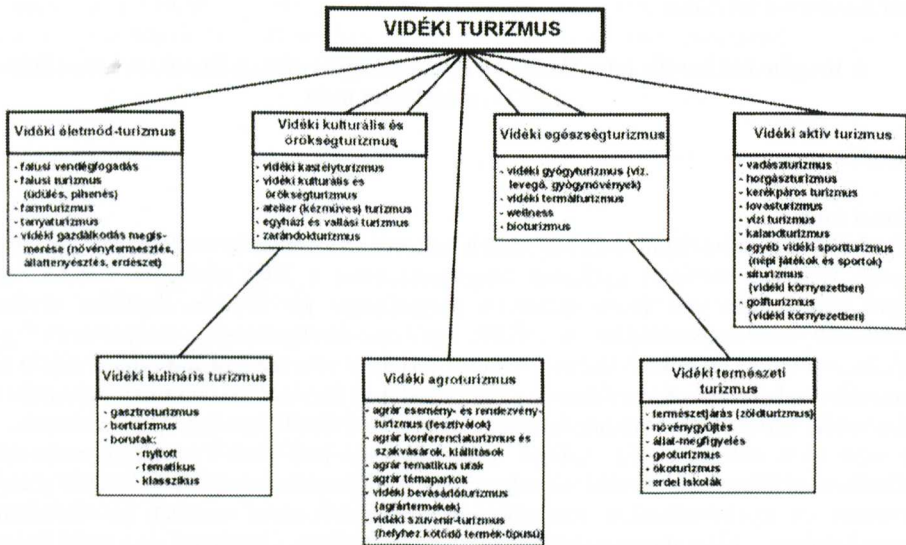 VIDÉKI TURIZMUS
Vidéki életmód-turizmus
- falusi vendégfogadás
- falusi turizmus
(üdülés, pihenés)
- farmturizmus
- tanyaturizmus
- vidéki gazdálkodás megis-
merése (növénytermesztés,
állattenyésztés, erdészet)
Vidéki kulturális és
örökségturizmus
- vidéki kastélyturizmus
- vidéki kulturális és
örökségturizmus
- atelier (kézműves) turizmus
- egyházi és vallási turizmus
- zarándokturizmus
Vidéki egészségturizmus
- vidéki gyógyturizmus (víz,
levegő, gyógynövények)
- vidéki termálturizmus
- wellness
- bioturizmus
Vidéki aktív turizmus
- vadászturizmus
- horgászturizmus
- kerékpáros turizmus
- lovasturizmus
- vízi turizmus
- kalandturizmus
- egyéb vidéki sportturizmus
(népi játékok és sportok)
- síturizmus
(vidéki környezetben)
- golfturizmus
(vidéki környezetben)
Vidéki kulináris turizmus
- gasztroturizmus
- borturizmus
- borutak:
- nyitott
- tematikus
- klasszikus
Vidéki agroturizmus
- agrár esemény- és rendezvény-
turizmus (fesztiválok)
- agrár konferenciaturizmus és
szakvásárok, kiállítások
- agrár tematikus utak
- agrár témaparkok
- vidéki bevásárlóturizmus
(agrártermékek)
- vidéki szuvenír-turizmus
(helyhez kötődő termék-típusú)
Vidéki természeti
turizmus
- természetjárás (zöldturizmus)
- növénygyűjtés
- állat-megfigyelés
- geoturizmus
- ökoturizmus
- erdei iskolák